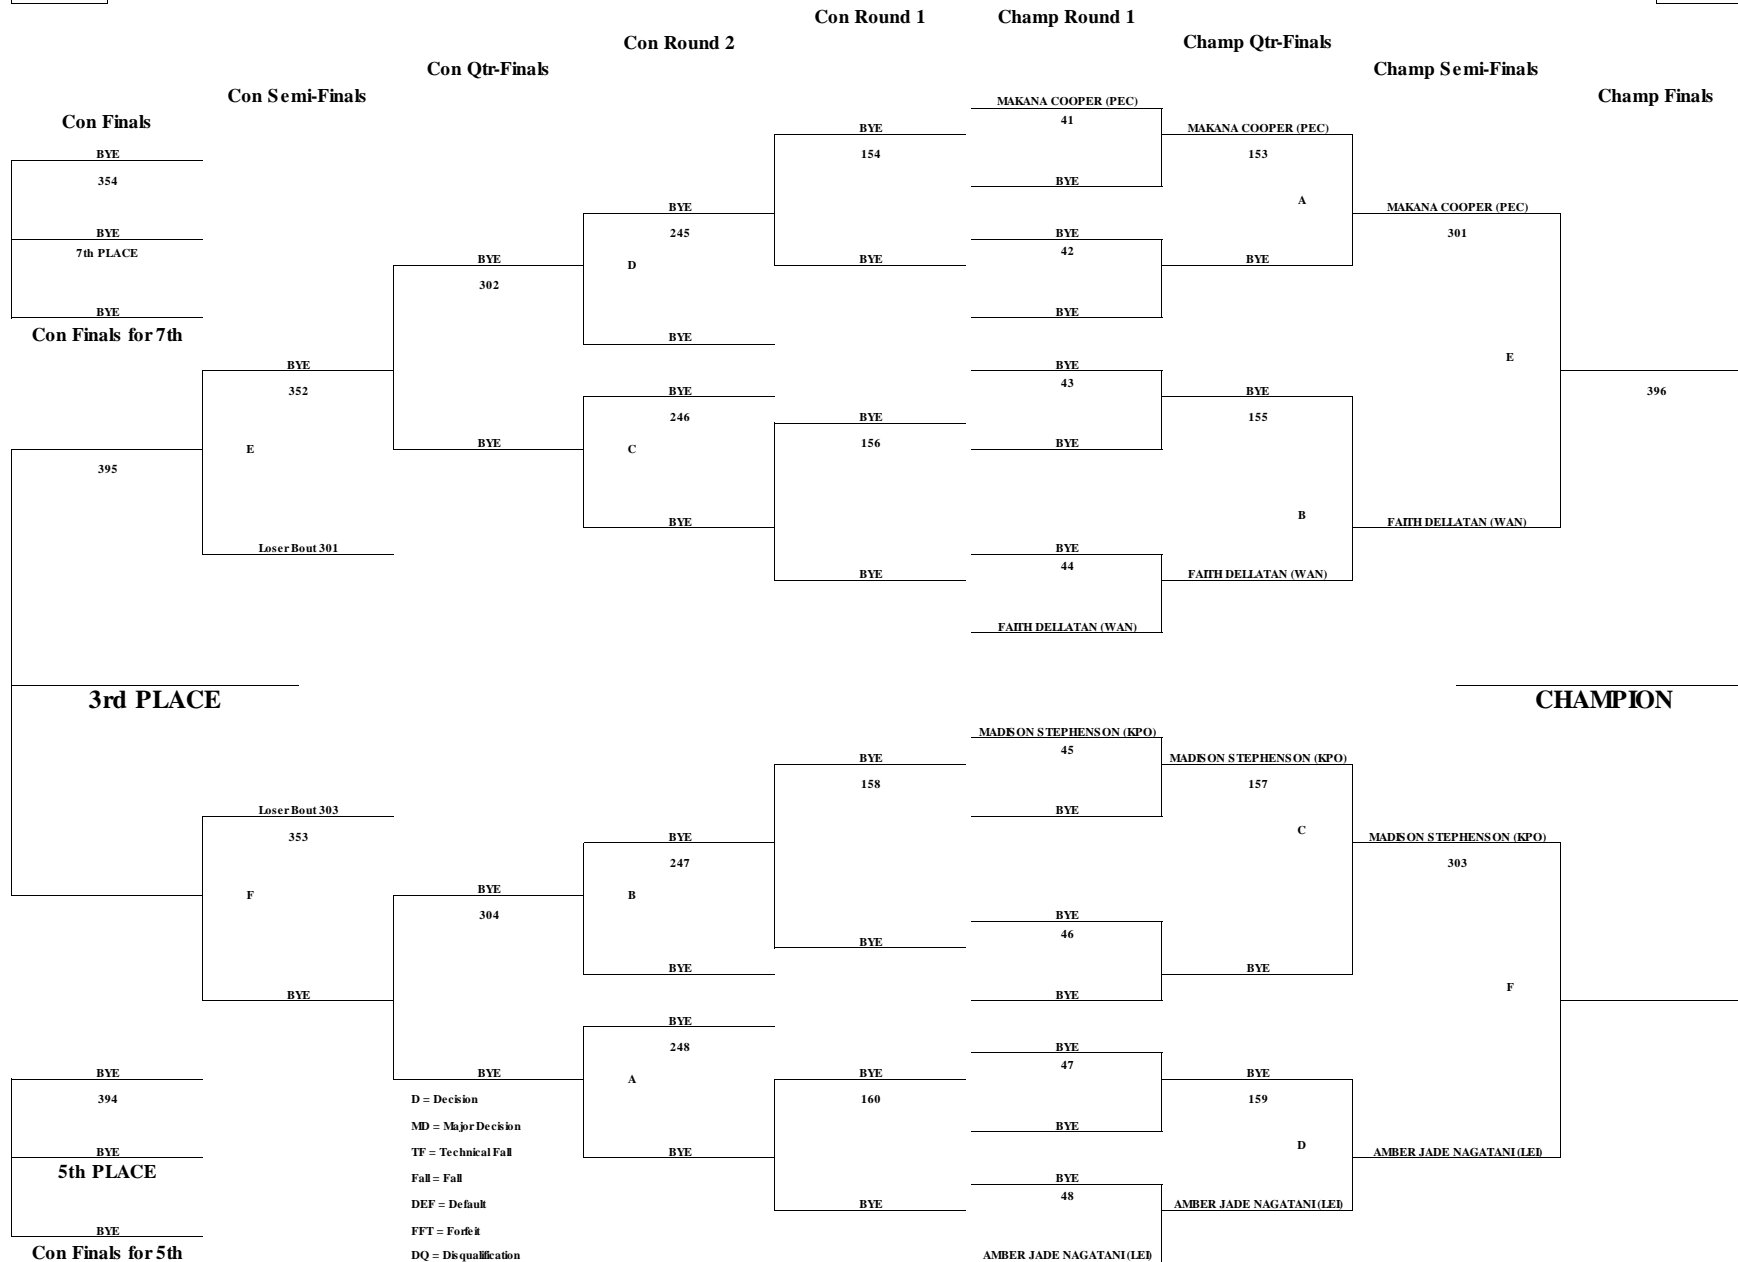 Con Round 1
Champ Round 1
Con Round 2
Champ Qtr-Finals
Con Qtr-Finals
Champ Semi-Finals
Con Semi-Finals
Champ Finals
MAKANA COOPER (PEC)
Con Finals
41
BYE
MAKANA COOPER (PEC)
BYE
154
153
354
BYE
A
BYE
MAKANA COOPER (PEC)
BYE
245
BYE
301
7th PLACE
42
BYE
D
BYE
BYE
302
BYE
BYE
Con Finals for 7th
BYE
BYE
BYE
E
352
43
396
BYE
BYE
246
BYE
155
156
BYE
E
C
BYE
395
B
BYE
FAITH DELLATAN (WAN)
Loser Bout 301
BYE
44
BYE
FAITH DELLATAN (WAN)
FAITH DELLATAN (WAN)
3rd PLACE
CHAMPION
MADISON STEPHENSON (KPO)
45
BYE
MADISON STEPHENSON (KPO)
158
157
Loser Bout 303
BYE
C
353
BYE
MADISON STEPHENSON (KPO)
247
303
BYE
F
B
304
BYE
46
BYE
BYE
BYE
F
BYE
BYE
BYE
248
BYE
47
BYE
BYE
A
BYE
BYE
394
D = Decision
160
159
MD = Major Decision
BYE
BYE
TF = Technical Fall
BYE
D
AMBER JADE NAGATANI (LEI)
5th PLACE
Fall = Fall
BYE
48
DEF = Default
BYE
AMBER JADE NAGATANI (LEI)
BYE
FFT = Forfeit
Con Finals for 5th
DQ = Disqualification
AMBER JADE NAGATANI (LEI)